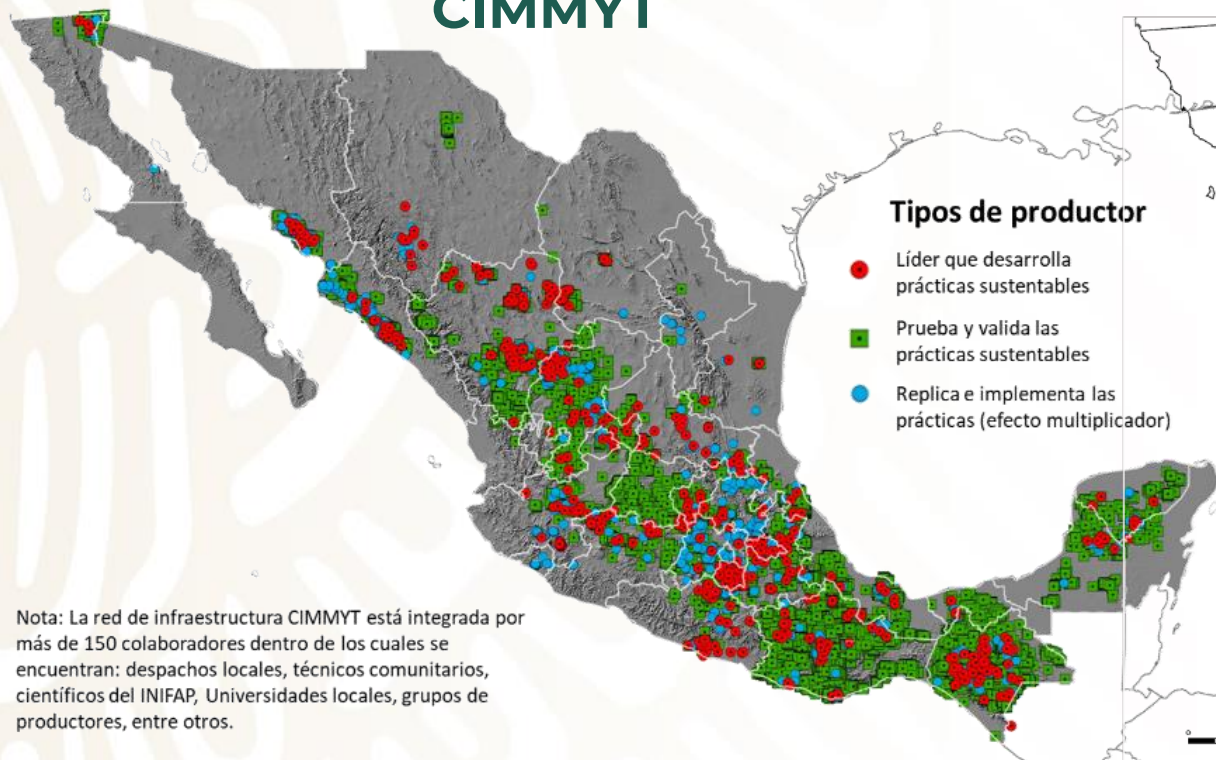 CIMMYT
Tipos de productor
Líder que desarrolla
prácticas sustentables
Prueba y valida las
prácticas sustentables
Replica e implementa las
prácticas (efecto multiplicador)
Nota: La red de infraestructura CIMMYT está integrada por
más de 150 colaboradores dentro de los cuales se
encuentran: despachos locales, técnicos comunitarios,
científicos del INIFAP, Universidades locales, grupos de
productores, entre otros.